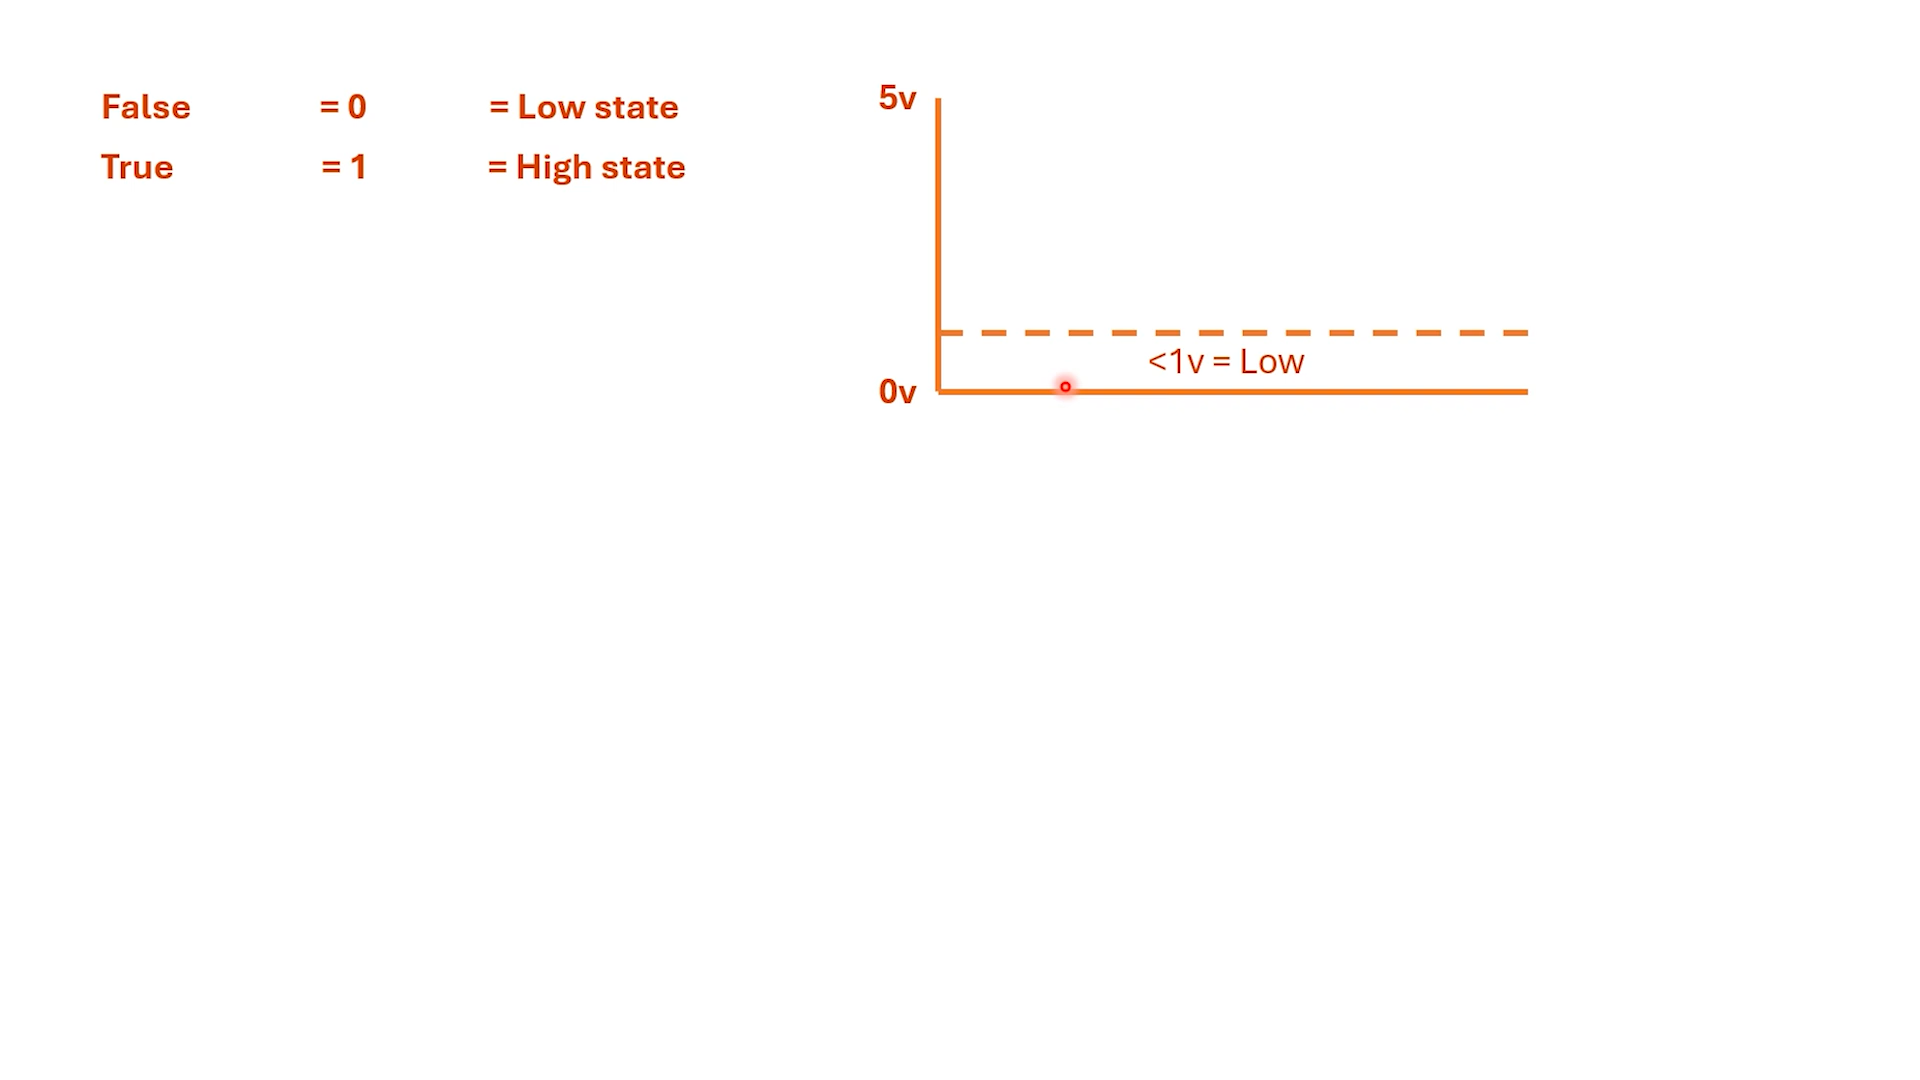 False = 0 = Low state
True = 1 = High state
5v
<1v = Low
0v